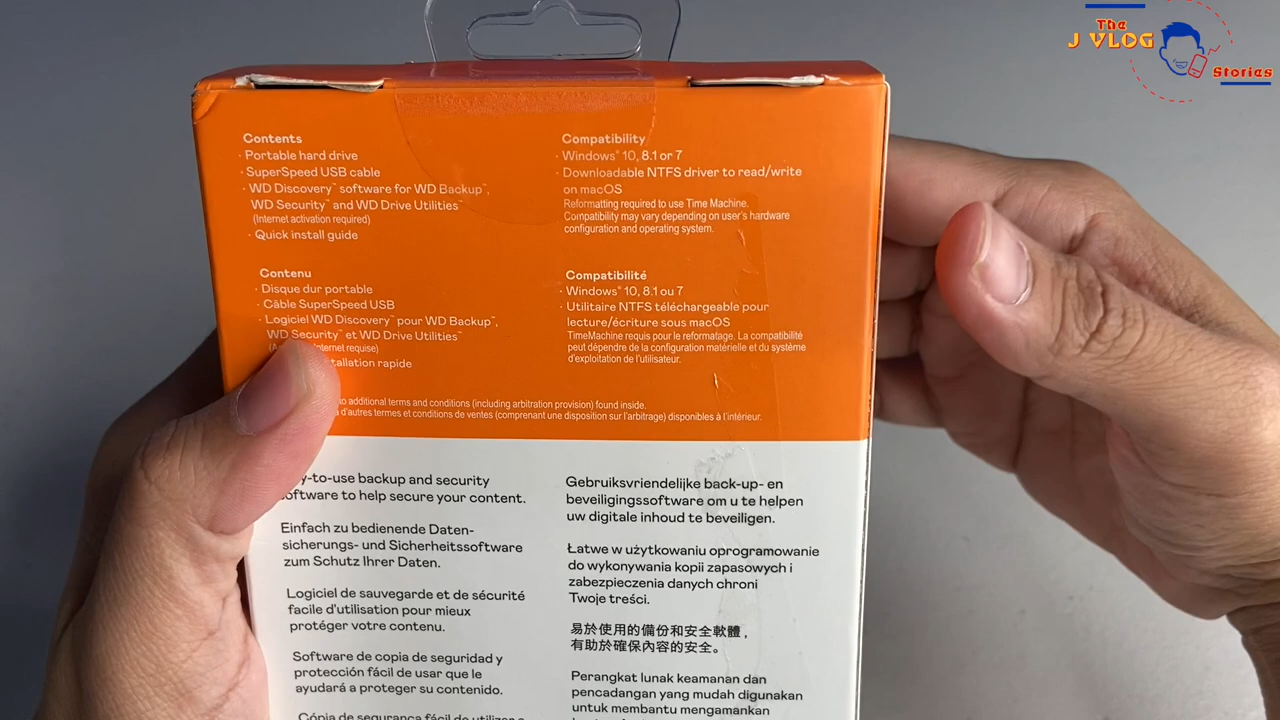 The
J VLOG
Stories
Contents
· Portable hard drive
· SuperSpeed USB cable
· WD Discovery™ software for WD Backup™,
WD Security™ and WD Drive Utilities™
(Internet activation required)
· Quick install guide
Compatibility
· Windows® 10, 8.1 or 7
· Downloadable NTFS driver to read/write
on macOS
Reformatting required to use Time Machine.
Compatibility may vary depending on user's hardware
configuration and operating system.
Contenu
· Disque dur portable
· Câble SuperSpeed USB
· Logiciel WD Discovery™ pour WD Backup™,
WD Security™ et WD Drive Utilities™
Internet requise)
rapide
Compatibilité
· Windows® 10, 8.1 ou 7
· Utilitaire NTFS téléchargeable pour
lecture/écriture sous macOS
TimeMachine requis pour le reformatage. La compatibilité
peut dépendre de la configuration matérielle et du système
d'exploitation de l'utilisateur.
additional terms and conditions (including arbitration provision) found inside.
d'autres termes et conditions de ventes (comprenant une disposition sur l'arbitrage) disponibles à l'intérieur.
-to-use backup and security
software to help secure your content.
Einfach zu bedienende Daten-
sicherungs- und Sicherheitssoftware
zum Schutz Ihrer Daten.
Logiciel de sauvegarde et de sécurité
facile d'utilisation pour mieux
protéger votre contenu.
Software de copia de seguridad y
protección fácil de usar que le
ayudará a proteger su contenido.
Cópia de segurança fácil de utilizar e
Gebruiksvriendelijke back-up- en
beveiligingssoftware om u te helpen
uw digitale inhoud te beveiligen.
Łatwe w użytkowaniu oprogramowanie
do wykonywania kopii zapasowych i
zabezpieczenia danych chroni
Twoje treści.
易於使用的備份和安全軟體，
有助於確保內容的安全。
Perangkat lunak keamanan dan
pencadangan yang mudah digunakan
untuk membantu mengamankan